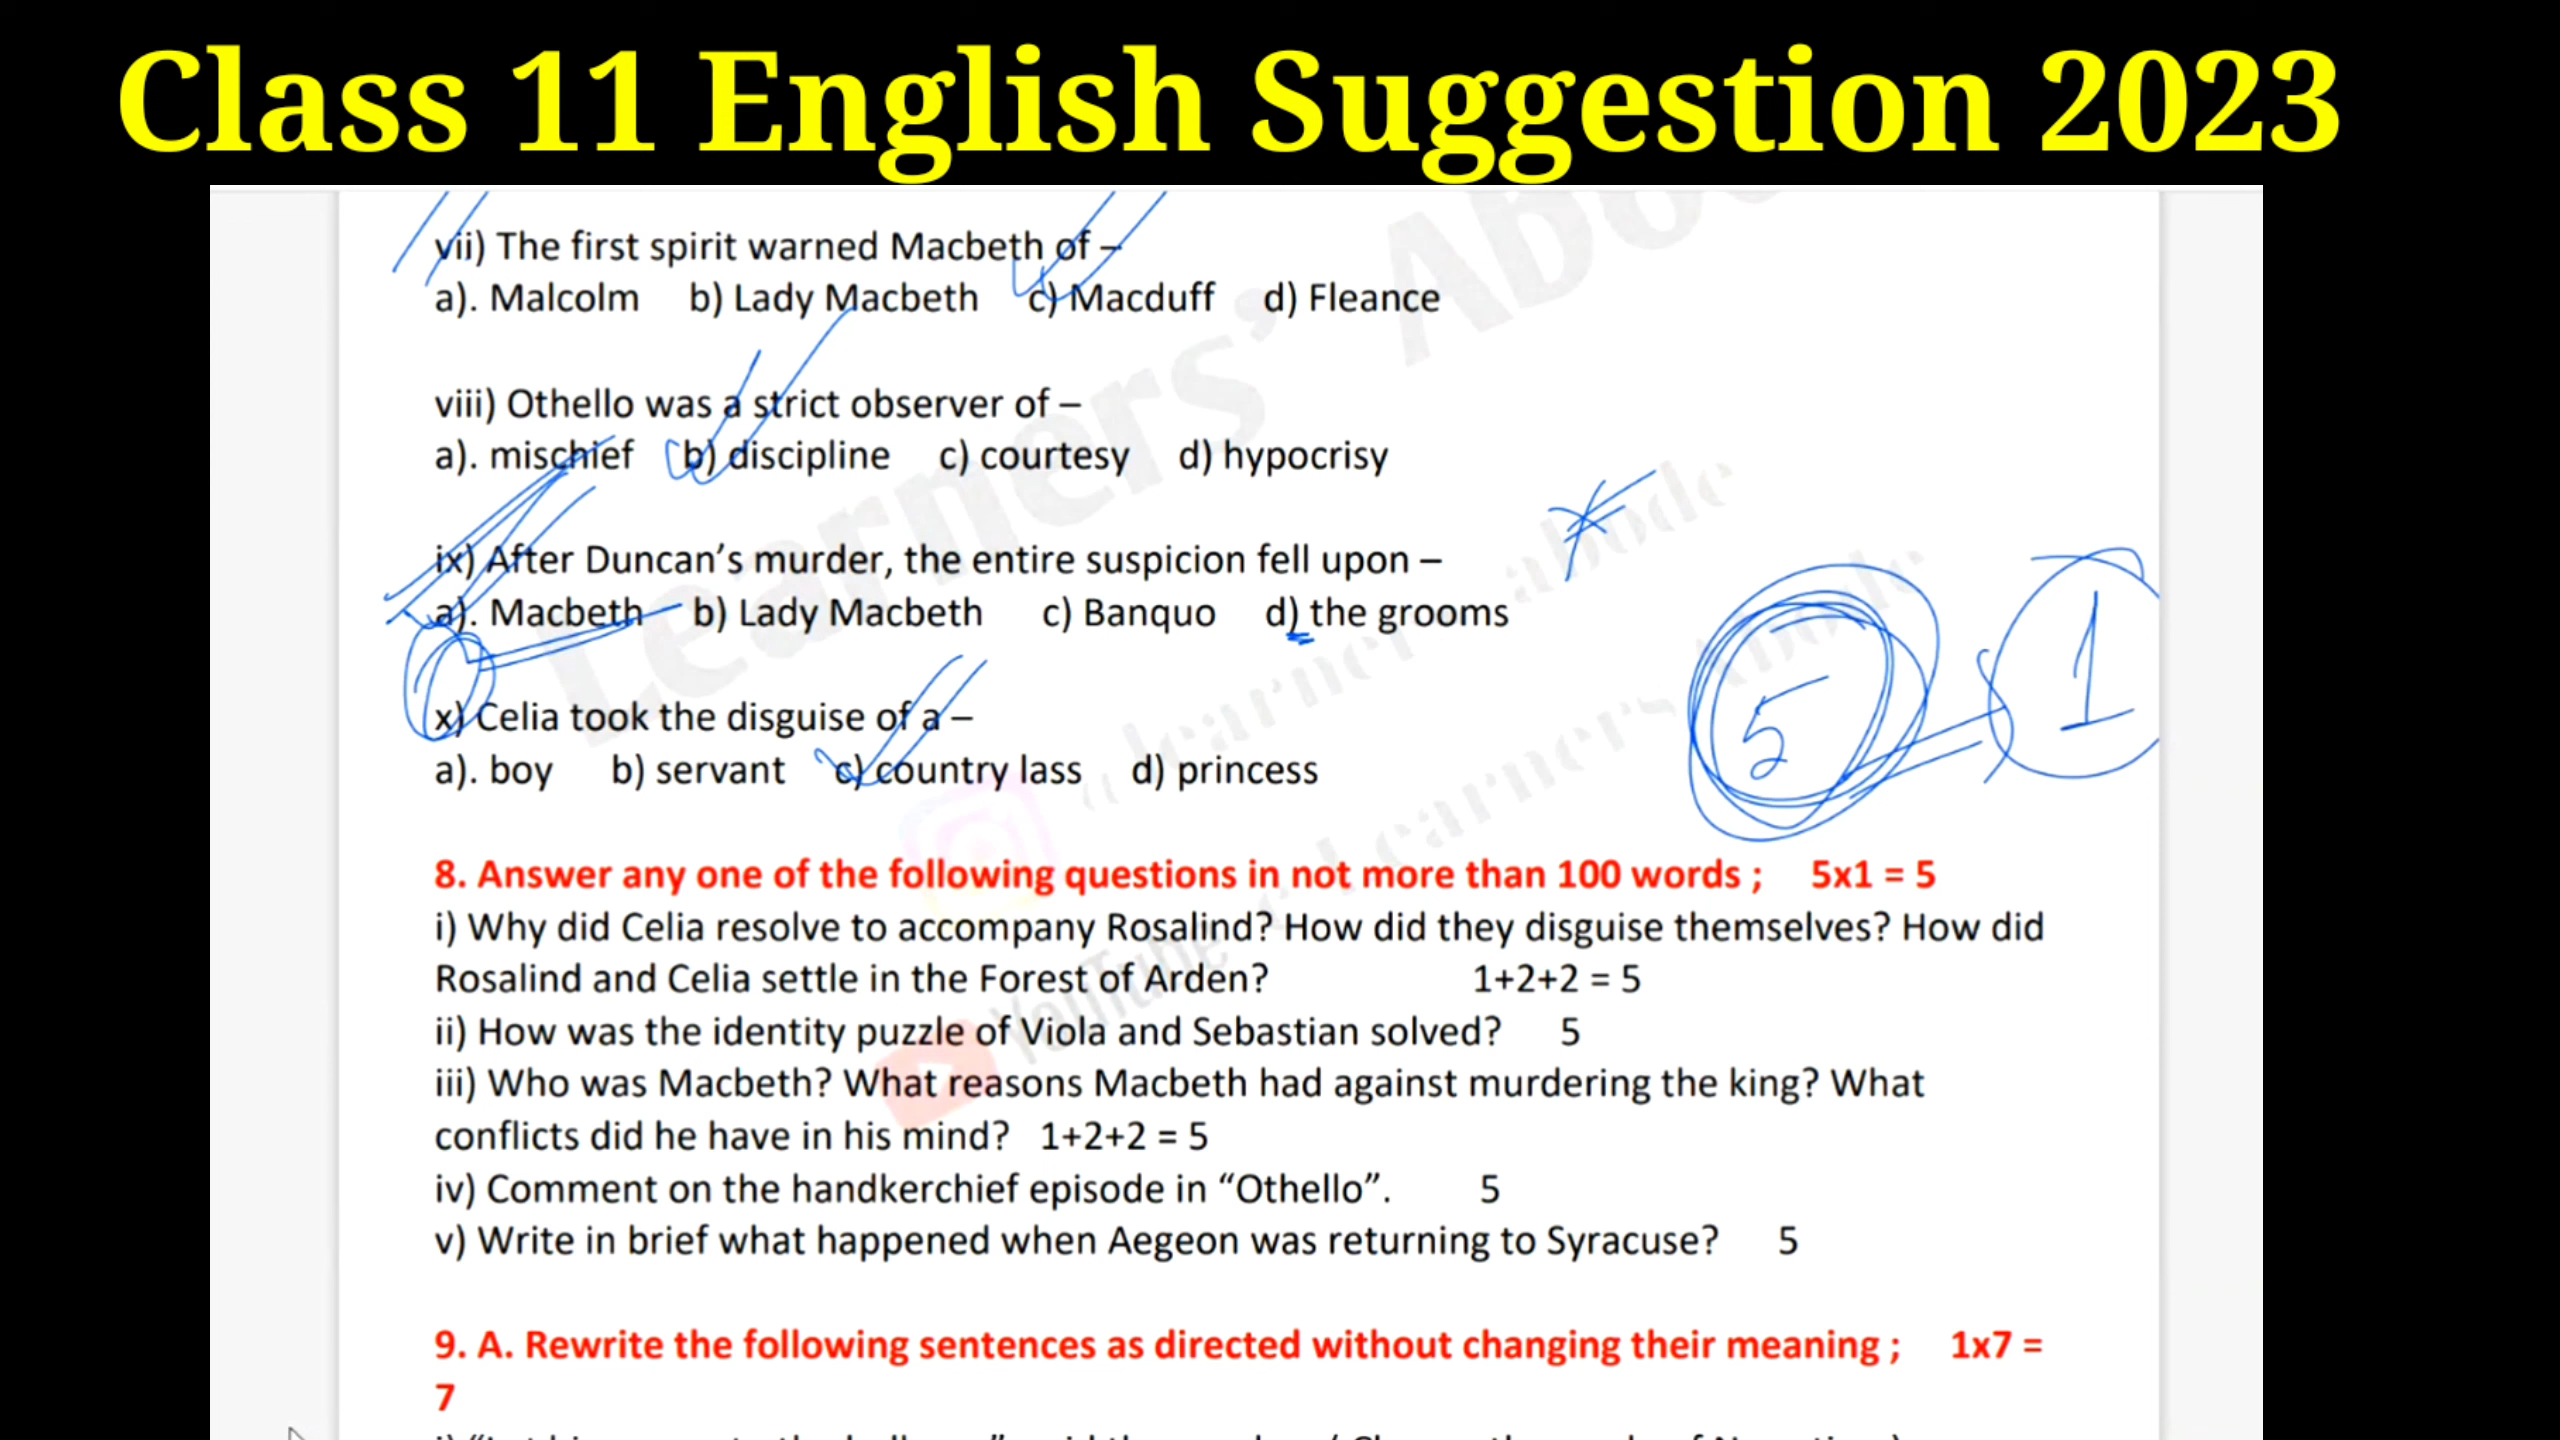 Class 11 English Suggestion 2023
vii) The first spirit warned Macbeth of –
a). Malcolm b) Lady Macbeth c) Macduff d) Fleance
viii) Othello was a strict observer of –
a). mischief b) discipline c) courtesy d) hypocrisy
ix) After Duncan’s murder, the entire suspicion fell upon –
a). Macbeth b) Lady Macbeth c) Banquo d) the grooms
x) Celia took the disguise of a –
a). boy b) servant c) country lass d) princess
5 1
8. Answer any one of the following questions in not more than 100 words ; 5x1 = 5
i) Why did Celia resolve to accompany Rosalind? How did they disguise themselves? How did
Rosalind and Celia settle in the Forest of Arden? 1+2+2 = 5
ii) How was the identity puzzle of Viola and Sebastian solved? 5
iii) Who was Macbeth? What reasons Macbeth had against murdering the king? What
conflicts did he have in his mind? 1+2+2 = 5
iv) Comment on the handkerchief episode in “Othello”. 5
v) Write in brief what happened when Aegeon was returning to Syracuse? 5
9. A. Rewrite the following sentences as directed without changing their meaning ; 1x7 =
7
Learners’ Abo
learner abode
YouTube Learner's Abode